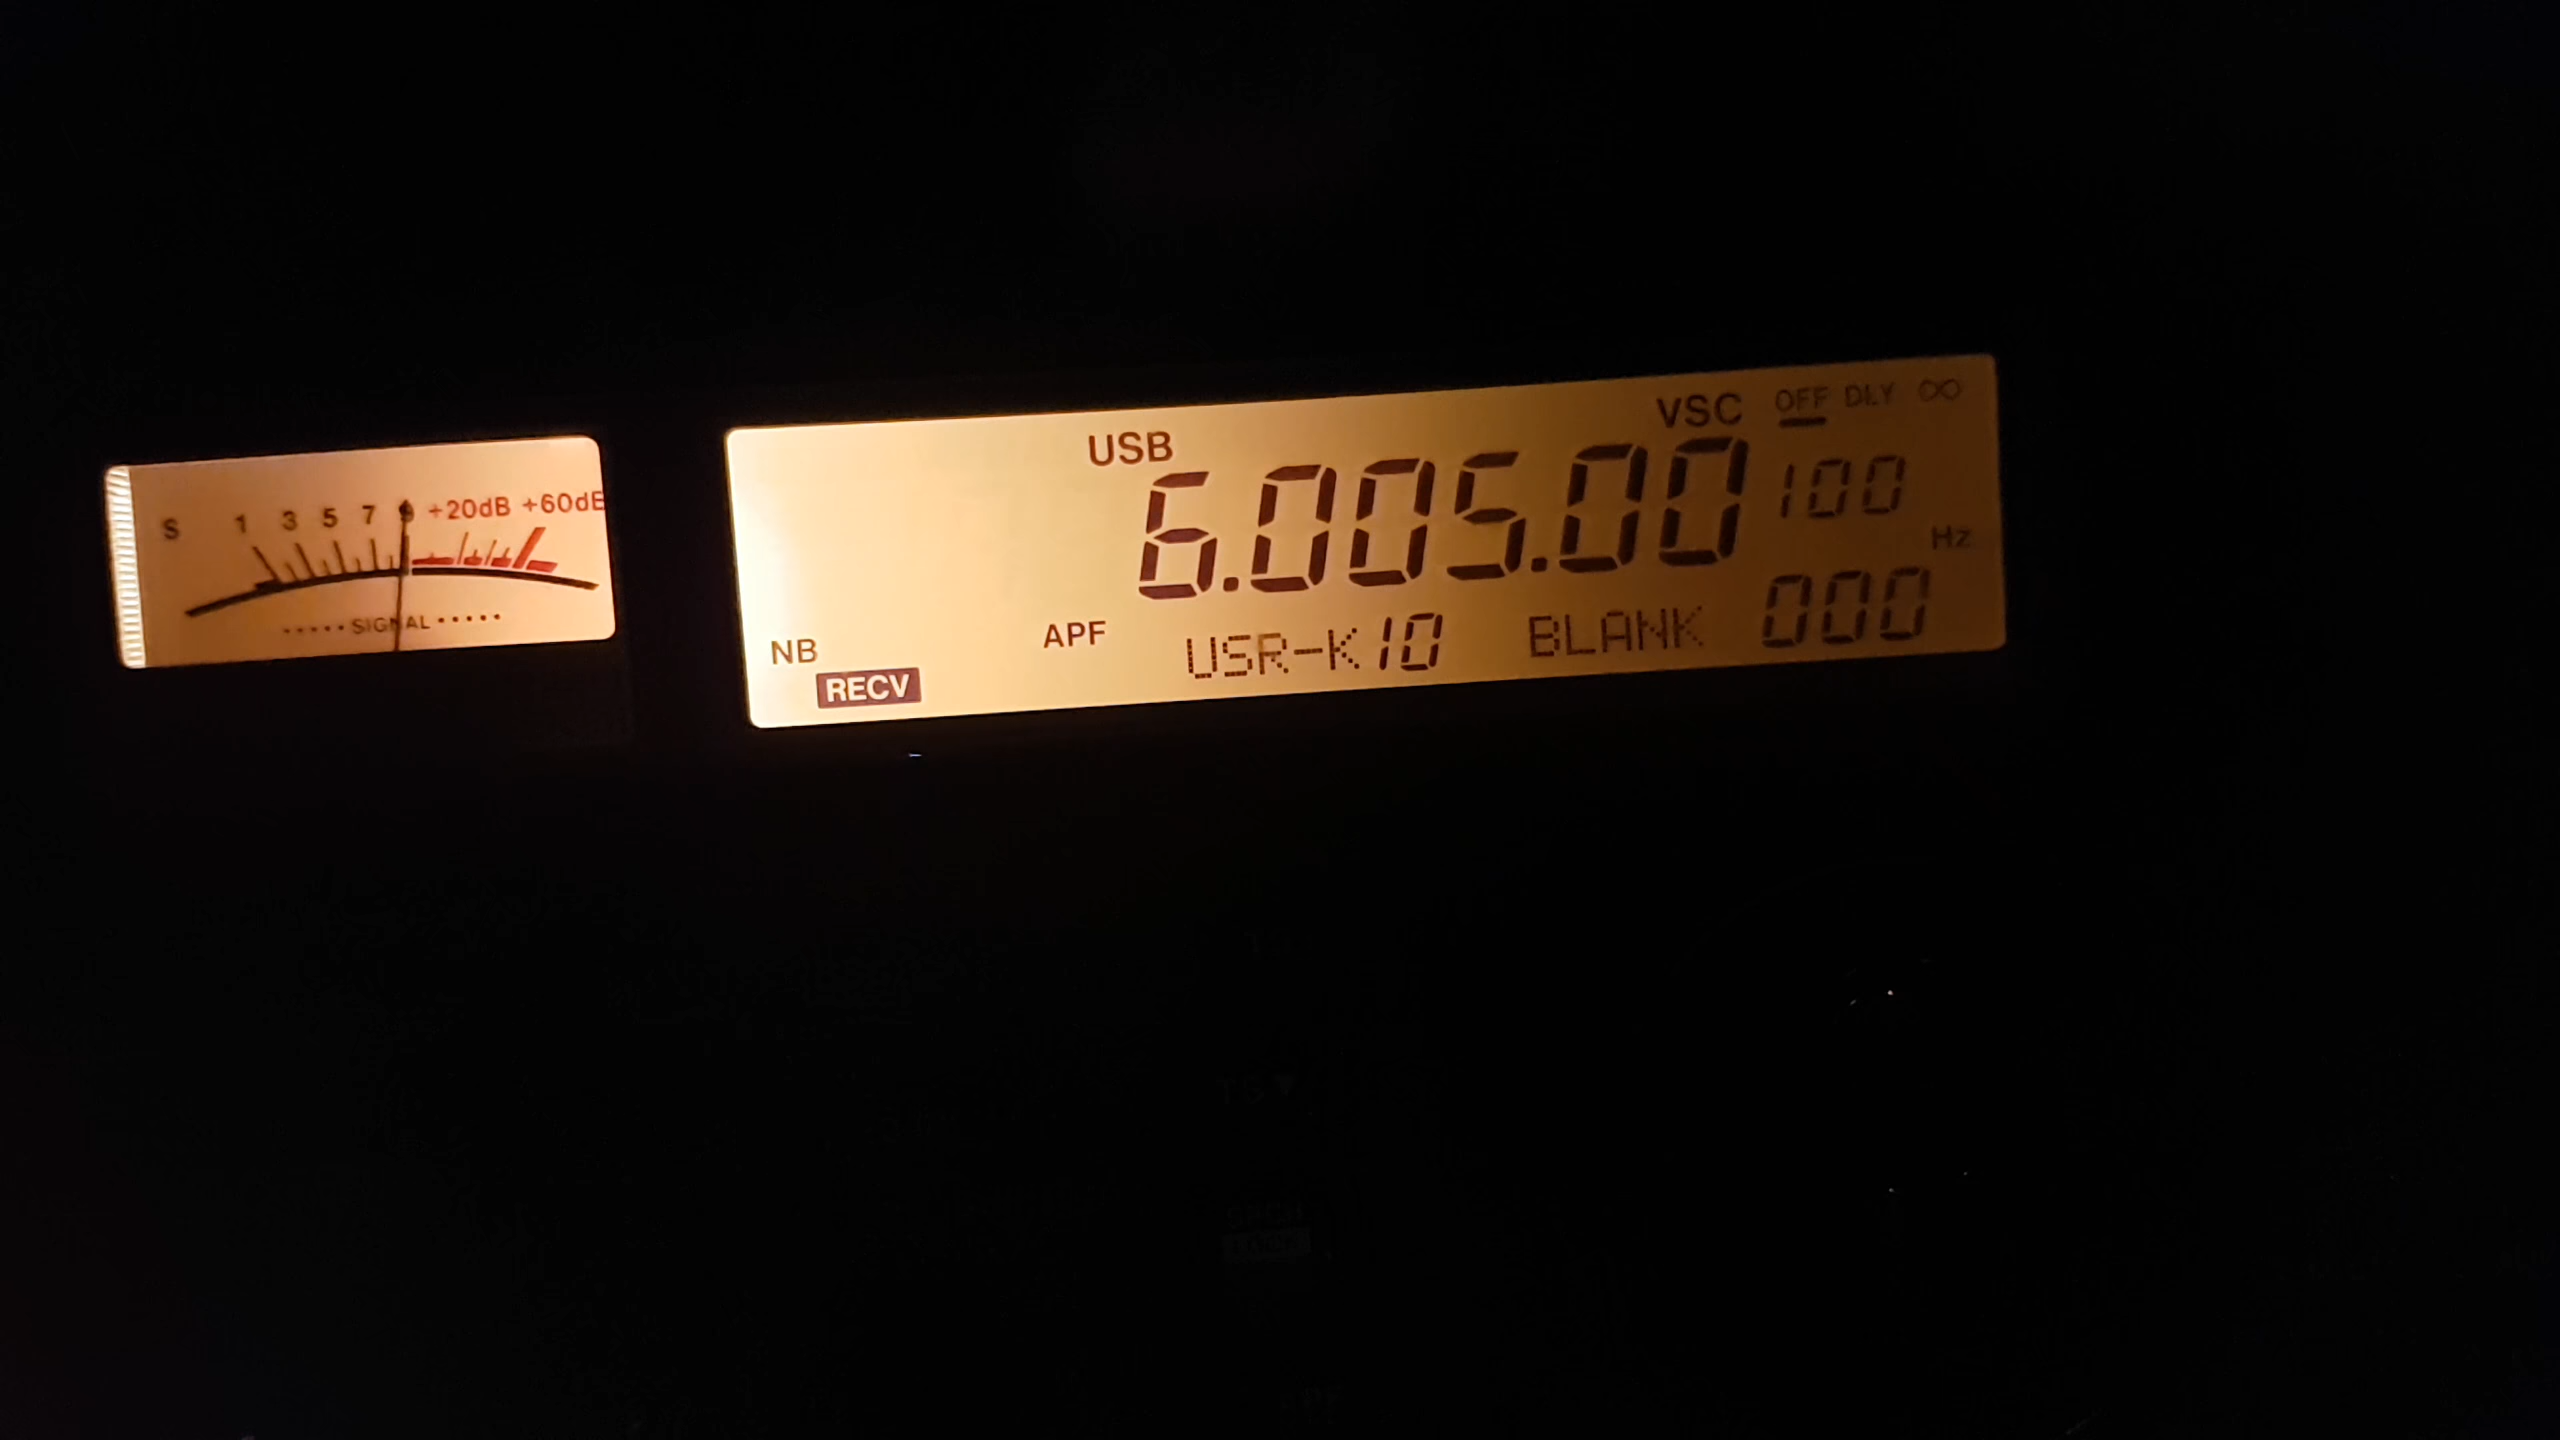 S 1 3 5 7 9 +20dB +60dB
SIGNAL
USB VSC OFF DLY ∞
6.005.00 100
Hz
NB APF USR-K10 BLANK 000
RECV